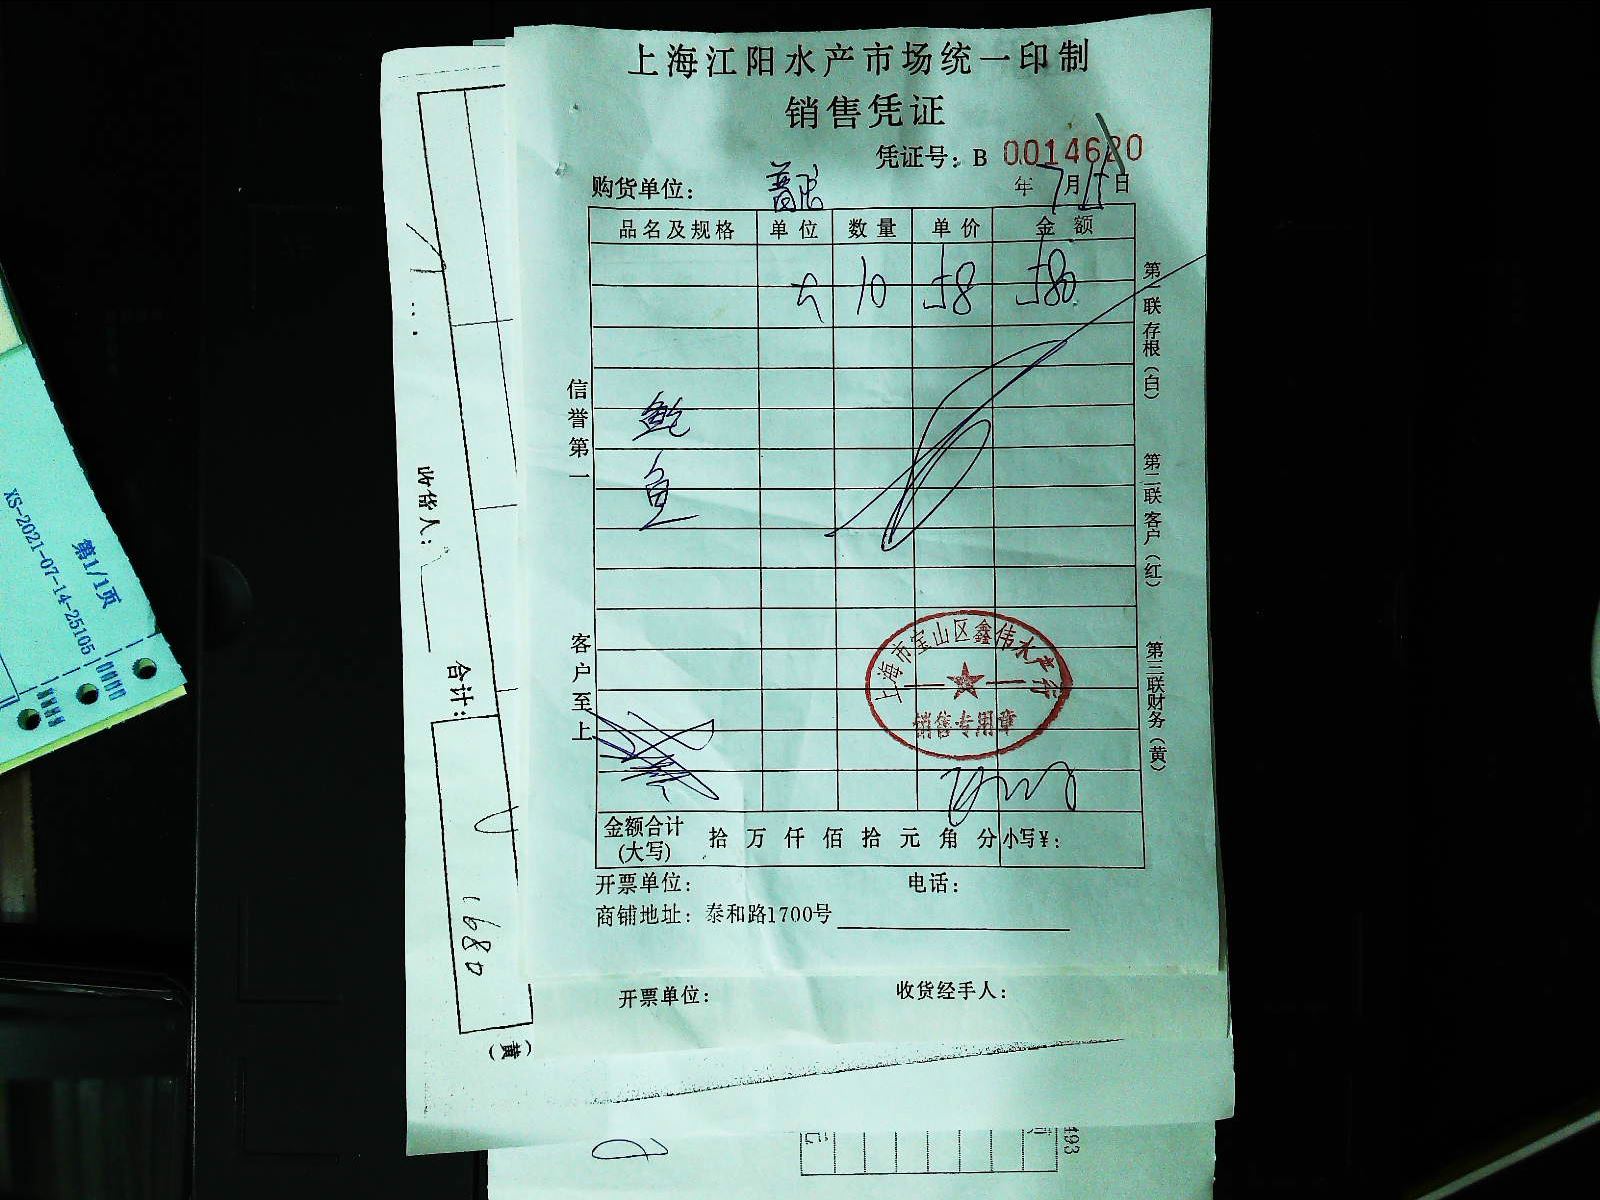 上海江阳水产市场统一印制
销售凭证
凭证号：B 0014620
购货单位：
年 7月 日
品名及规格 单位 数量 单价 金额
大 10 58 580
鲍鱼
信誉第一
客户至上
第一联存根（白）
第二联客户（红）
第三联财务（黄）
上海市宝山区鑫伟水产行
销售专用章
金额合计（大写） 拾 万 仟 佰 拾 元 角 分 小写¥：
开票单位： 电话：
商铺地址：泰和路1700号
开票单位： 收货经手人：
收货人：
合计：
1680
（黄）
第1/1页
XS-2021-07-14-25105
493